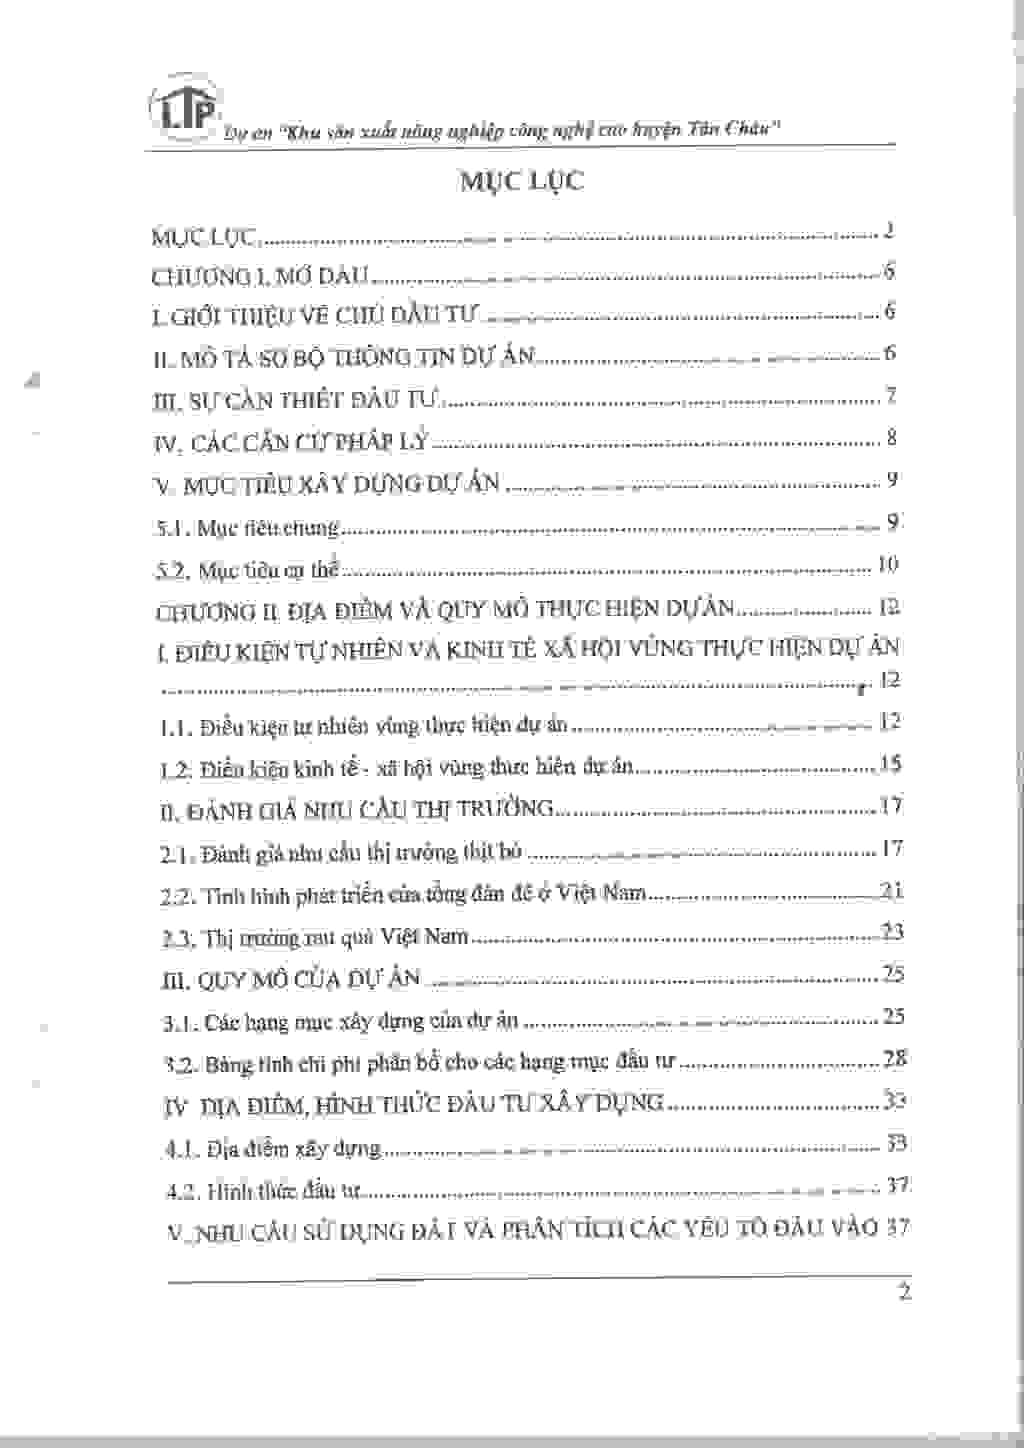 LTP
Dự án "Khu sản xuất nông nghiệp công nghệ cao huyện Tân Châu"
MỤC LỤC
MỤC LỤC ........ 2
CHƯƠNG I. MỞ ĐẦU ........ 6
I. GIỚI THIỆU VỀ CHỦ ĐẦU TƯ ........ 6
II. MÔ TẢ SƠ BỘ THÔNG TIN DỰ ÁN ........ 6
III. SỰ CẦN THIẾT ĐẦU TƯ ........ 7
IV. CÁC CĂN CỨ PHÁP LÝ ........ 8
V. MỤC TIÊU XÂY DỰNG DỰ ÁN ........ 9
5.1. Mục tiêu chung ........ 9
5.2. Mục tiêu cụ thể ........ 10
CHƯƠNG II. ĐỊA ĐIỂM VÀ QUY MÔ THỰC HIỆN DỰ ÁN ........ 12
I. ĐIỀU KIỆN TỰ NHIÊN VÀ KINH TẾ XÃ HỘI VÙNG THỰC HIỆN DỰ ÁN
........ 12
1.1. Điều kiện tự nhiên vùng thực hiện dự án ........ 12
1.2. Điều kiện kinh tế - xã hội vùng thực hiện dự án ........ 15
II. ĐÁNH GIÁ NHU CẦU THỊ TRƯỜNG ........ 17
2.1. Đánh giá nhu cầu thị trường thịt bò ........ 17
2.2. Tình hình phát triển của tổng đàn dê ở Việt Nam ........ 21
2.3. Thị trường rau quả Việt Nam ........ 23
III. QUY MÔ CỦA DỰ ÁN ........ 25
3.1. Các hạng mục xây dựng của dự án ........ 25
3.2. Bảng tính chi phí phân bổ cho các hạng mục đầu tư ........ 28
IV. ĐỊA ĐIỂM, HÌNH THỨC ĐẦU TƯ XÂY DỰNG ........ 33
4.1. Địa điểm xây dựng ........ 33
4.2. Hình thức đầu tư ........ 37
V. NHU CẦU SỬ DỤNG ĐẤT VÀ PHÂN TÍCH CÁC YẾU TỐ ĐẦU VÀO 37
2